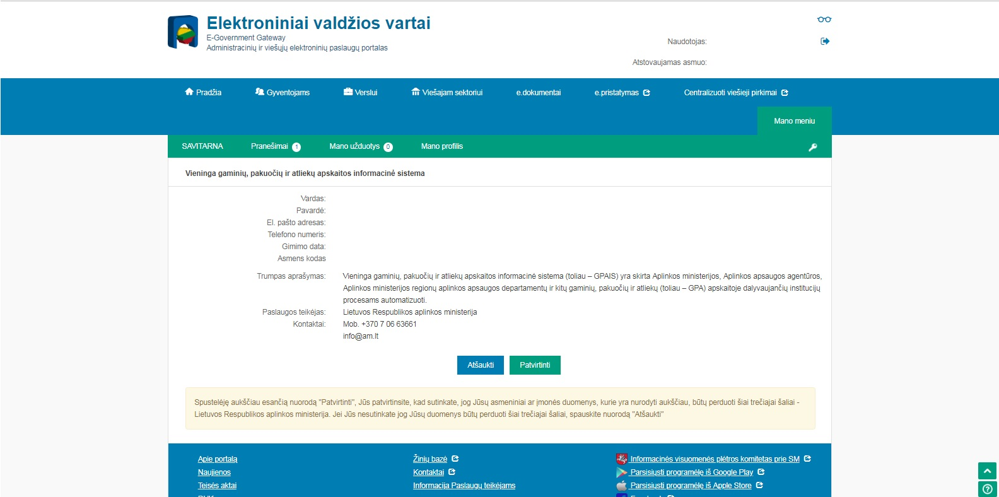 Elektroniniai valdžios vartai
E-Government Gateway
Administracinių ir viešųjų elektroninių paslaugų portalas
Naudotojas:
Atstovaujamas asmuo:
Pradžia
Gyventojams
Verslui
Viešajam sektoriui
e.dokumentai
e.pristatymas
Centralizuoti viešieji pirkimai
Mano meniu
SAVITARNA
Pranešimai 1
Mano užduotys 0
Mano profilis
Vieninga gaminių, pakuočių ir atliekų apskaitos informacinė sistema
Vardas:
Pavardė:
El. pašto adresas:
Telefono numeris:
Gimimo data:
Asmens kodas
Trumpas aprašymas: Vieninga gaminių, pakuočių ir atliekų apskaitos informacinė sistema (toliau – GPAIS) yra skirta Aplinkos ministerijos, Aplinkos apsaugos agentūros,
Aplinkos ministerijos regionų aplinkos apsaugos departamentų ir kitų gaminių, pakuočių ir atliekų (toliau – GPA) apskaitoje dalyvaujančių institucijų
procesams automatizuoti.
Paslaugos teikėjas: Lietuvos Respublikos aplinkos ministerija
Kontaktai: Mob. +370 7 06 63661
info@am.lt
Atšaukti
Patvirtinti
Spustelėję aukščiau esančią nuorodą "Patvirtinti", Jūs patvirtinsite, kad sutinkate, jog Jūsų asmeniniai ar įmonės duomenys, kurie yra nurodyti aukščiau, būtų perduoti šiai trečiajai šaliai -
Lietuvos Respublikos aplinkos ministerija. Jei Jūs nesutinkate jog Jūsų duomenys būtų perduoti šiai trečiajai šaliai, spauskite nuorodą "Atšaukti"
Apie portalą
Naujienos
Teisės aktai
Žinių bazė
Kontaktai
Informacija Paslaugų teikėjams
Informacinės visuomenės plėtros komitetas prie SM
Parsisiųsti programėlę iš Google Play
Parsisiųsti programėlę iš Apple Store